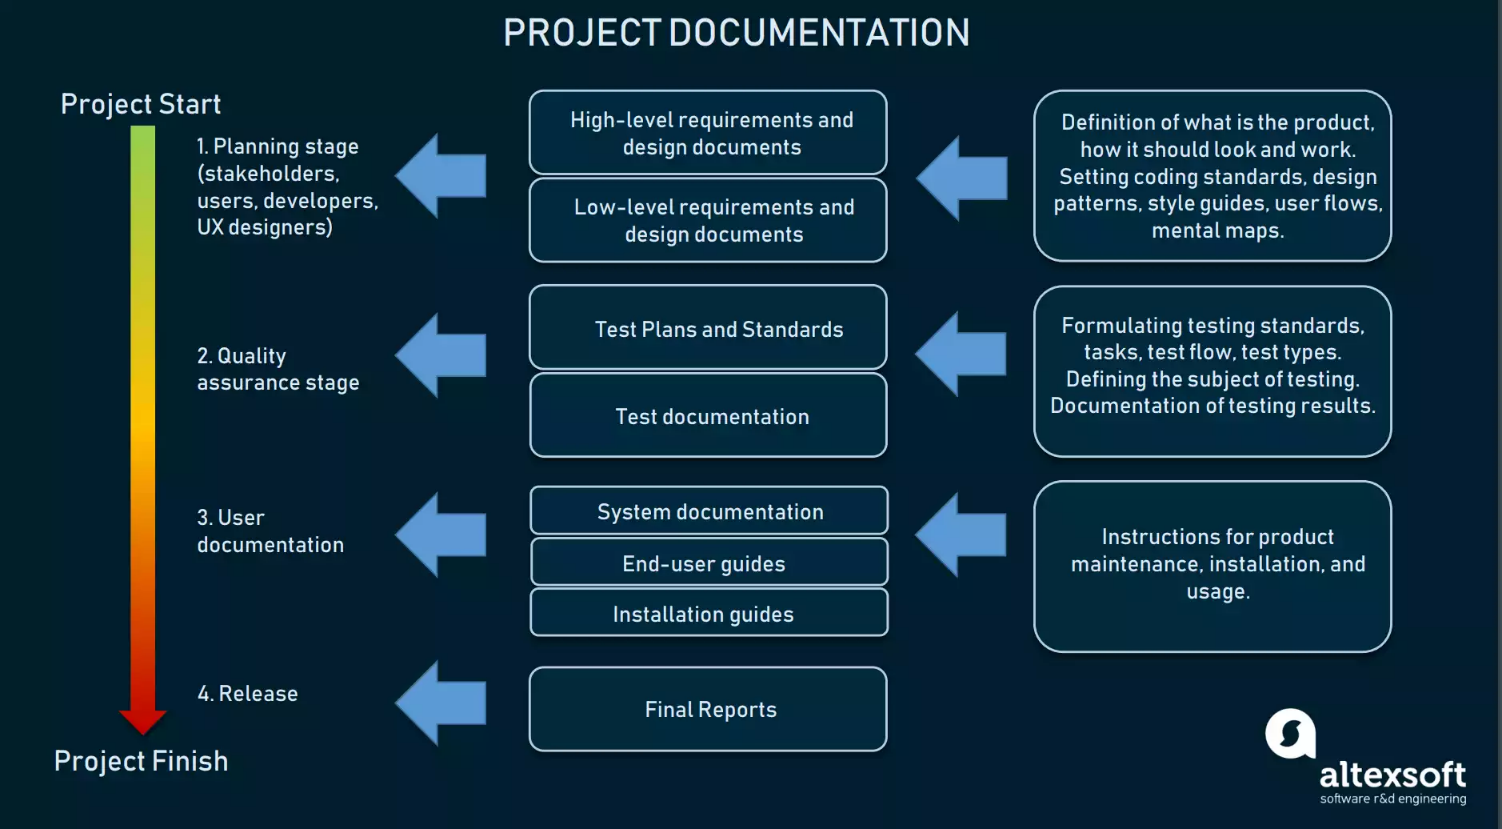 PROJECT DOCUMENTATION
Project Start
1. Planning stage
(stakeholders,
users, developers,
UX designers)
High-level requirements and
design documents
Low-level requirements and
design documents
Definition of what is the product,
how it should look and work.
Setting coding standards, design
patterns, style guides, user flows,
mental maps.
2. Quality
assurance stage
Test Plans and Standards
Test documentation
Formulating testing standards,
tasks, test flow, test types.
Defining the subject of testing.
Documentation of testing results.
3. User
documentation
System documentation
End-user guides
Installation guides
Instructions for product
maintenance, installation, and
usage.
4. Release
Final Reports
Project Finish
altexsoft
software r&d engineering